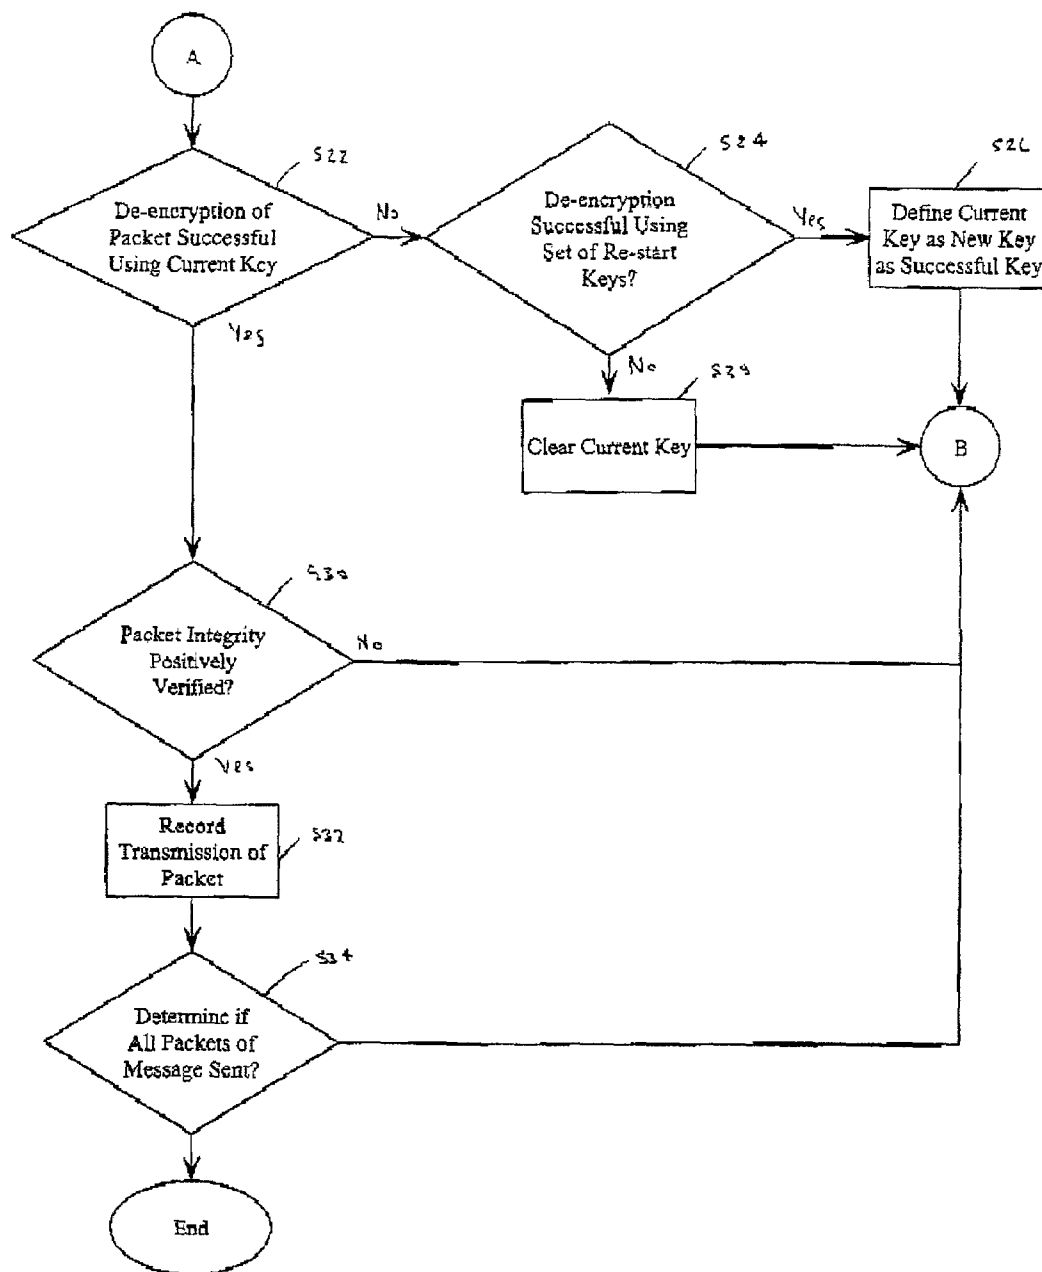 A
S22
De-encryption of
Packet Successful
Using Current Key
No
Yes
S24
De-encryption
Successful Using
Set of Re-start
Keys?
Yes
No
S26
Define Current
Key as New Key
as Successful Key
S28
Clear Current Key
B
S30
Packet Integrity
Positively
Verified?
No
Yes
Record
Transmission of
Packet
S32
S34
Determine if
All Packets of
Message Sent?
End